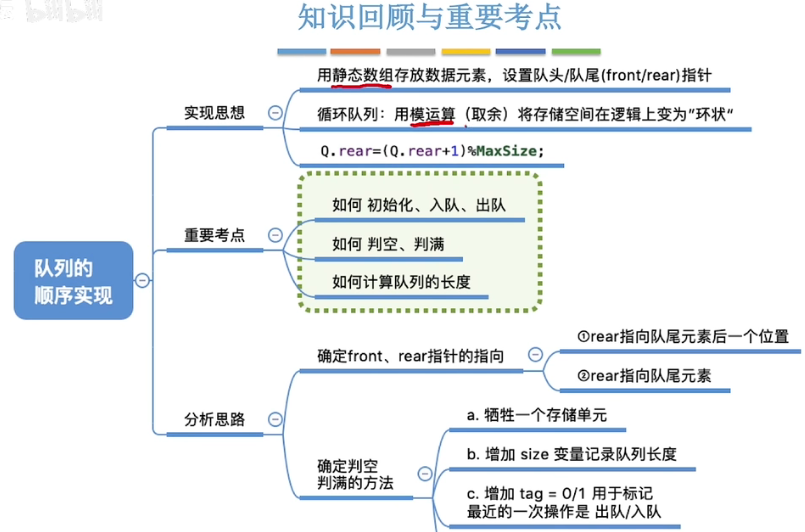 bilibili
知识回顾与重要考点
用静态数组存放数据元素，设置队头/队尾(front/rear)指针
实现思想
循环队列：用模运算（取余）将存储空间在逻辑上变为”环状“
Q.rear=(Q.rear+1)%MaxSize;
如何 初始化、入队、出队
重要考点
如何 判空、判满
如何计算队列的长度
队列的
顺序实现
确定front、rear指针的指向
①rear指向队尾元素后一个位置
②rear指向队尾元素
分析思路
确定判空
判满的方法
a. 牺牲一个存储单元
b. 增加 size 变量记录队列长度
c. 增加 tag = 0/1 用于标记
最近的一次操作是 出队/入队